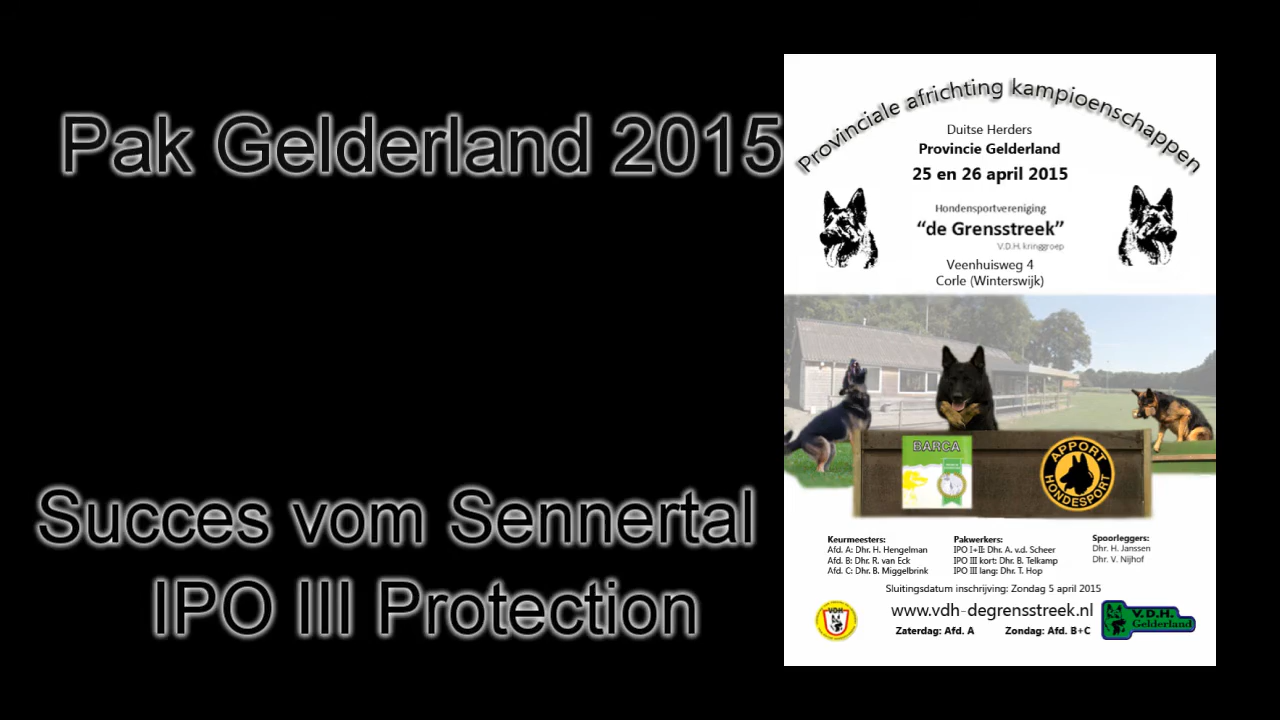 Pak Gelderland 2015
Succes vom Sennertal
IPO III Protection
Provinciale africhting kampioenschappen
Duitse Herders
Provincie Gelderland
25 en 26 april 2015
Hondensportvereniging
“de Grensstreek”
V.D.H. kringgroep
Veenhuisweg 4
Corle (Winterswijk)
BARCA
APPORT
HONDESPORT
Keurmeesters:
Afd. A: Dhr. H. Hengelman
Afd. B: Dhr. R. van Eck
Afd. C: Dhr. B. Miggelbrink
Pakwerkers:
IPO I+II: Dhr. A. v.d. Scheer
IPO III kort: Dhr. B. Telkamp
IPO III lang: Dhr. T. Hop
Spoorleggers:
Dhr. H. Janssen
Dhr. V. Nijhof
Sluitingsdatum inschrijving: Zondag 5 april 2015
www.vdh-degrensstreek.nl
Zaterdag: Afd. A Zondag: Afd. B+C
VDH
V.D.H.
Gelderland